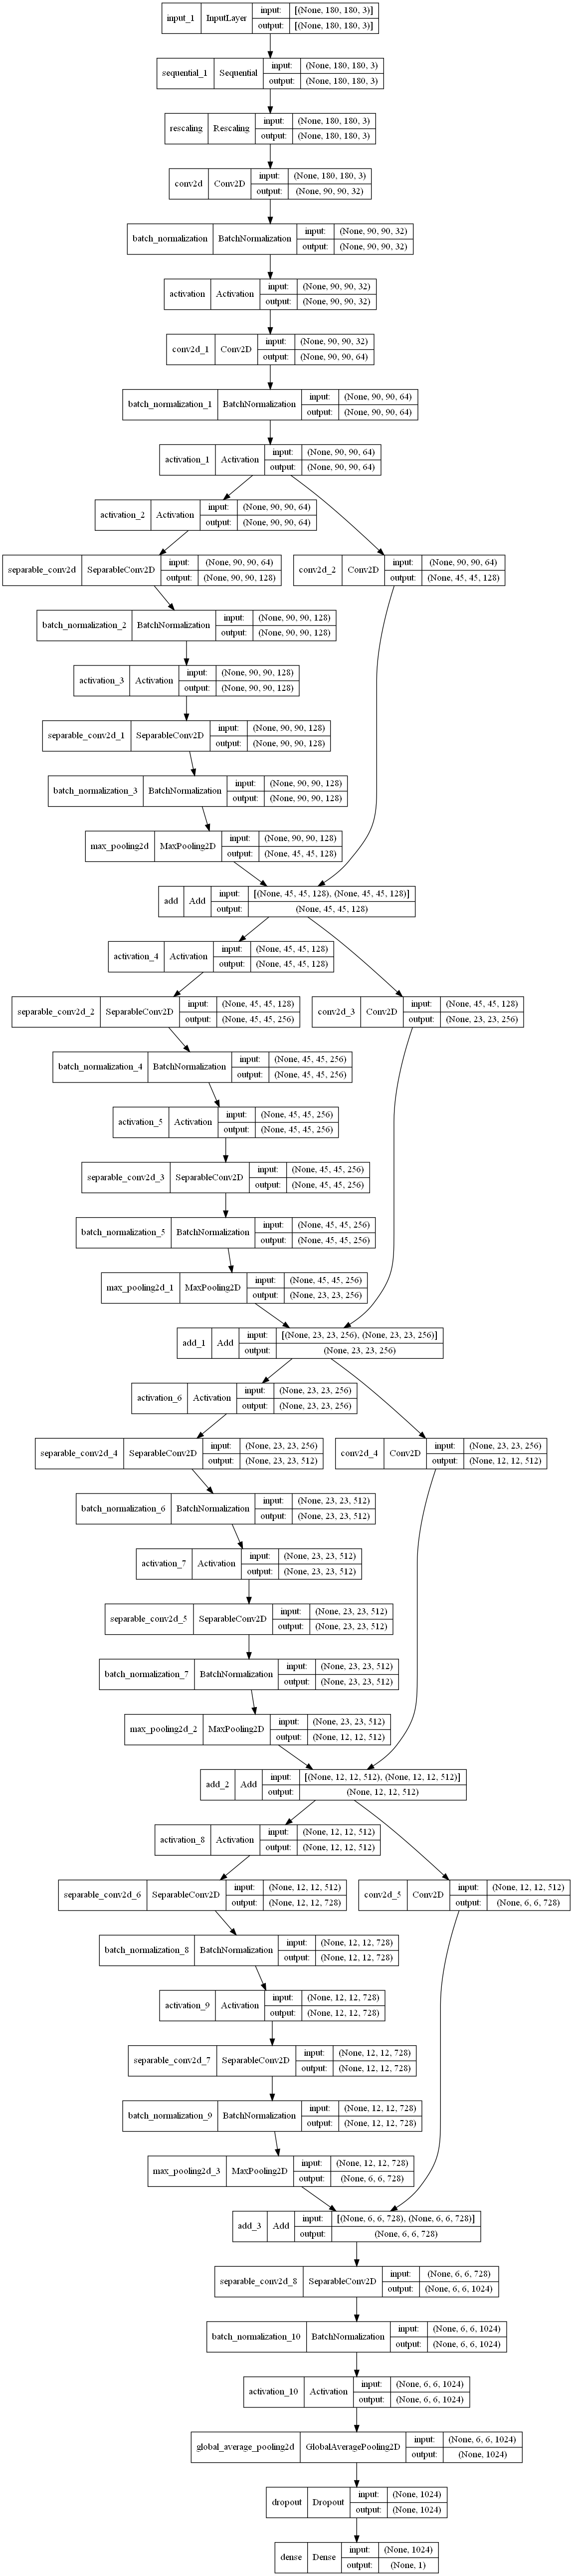 input_1 InputLayer input: [(None, 180, 180, 3)]
output: [(None, 180, 180, 3)]
sequential_1 Sequential input: (None, 180, 180, 3)
output: (None, 180, 180, 3)
rescaling Rescaling input: (None, 180, 180, 3)
output: (None, 180, 180, 3)
conv2d Conv2D input: (None, 180, 180, 3)
output: (None, 90, 90, 32)
batch_normalization BatchNormalization input: (None, 90, 90, 32)
output: (None, 90, 90, 32)
activation Activation input: (None, 90, 90, 32)
output: (None, 90, 90, 32)
conv2d_1 Conv2D input: (None, 90, 90, 32)
output: (None, 90, 90, 64)
batch_normalization_1 BatchNormalization input: (None, 90, 90, 64)
output: (None, 90, 90, 64)
activation_1 Activation input: (None, 90, 90, 64)
output: (None, 90, 90, 64)
activation_2 Activation input: (None, 90, 90, 64)
output: (None, 90, 90, 64)
separable_conv2d SeparableConv2D input: (None, 90, 90, 64)
output: (None, 90, 90, 128)
conv2d_2 Conv2D input: (None, 90, 90, 64)
output: (None, 45, 45, 128)
batch_normalization_2 BatchNormalization input: (None, 90, 90, 128)
output: (None, 90, 90, 128)
activation_3 Activation input: (None, 90, 90, 128)
output: (None, 90, 90, 128)
separable_conv2d_1 SeparableConv2D input: (None, 90, 90, 128)
output: (None, 90, 90, 128)
batch_normalization_3 BatchNormalization input: (None, 90, 90, 128)
output: (None, 90, 90, 128)
max_pooling2d MaxPooling2D input: (None, 90, 90, 128)
output: (None, 45, 45, 128)
add Add input: [(None, 45, 45, 128), (None, 45, 45, 128)]
output: (None, 45, 45, 128)
activation_4 Activation input: (None, 45, 45, 128)
output: (None, 45, 45, 128)
separable_conv2d_2 SeparableConv2D input: (None, 45, 45, 128)
output: (None, 45, 45, 256)
conv2d_3 Conv2D input: (None, 45, 45, 128)
output: (None, 23, 23, 256)
batch_normalization_4 BatchNormalization input: (None, 45, 45, 256)
output: (None, 45, 45, 256)
activation_5 Activation input: (None, 45, 45, 256)
output: (None, 45, 45, 256)
separable_conv2d_3 SeparableConv2D input: (None, 45, 45, 256)
output: (None, 45, 45, 256)
batch_normalization_5 BatchNormalization input: (None, 45, 45, 256)
output: (None, 45, 45, 256)
max_pooling2d_1 MaxPooling2D input: (None, 45, 45, 256)
output: (None, 23, 23, 256)
add_1 Add input: [(None, 23, 23, 256), (None, 23, 23, 256)]
output: (None, 23, 23, 256)
activation_6 Activation input: (None, 23, 23, 256)
output: (None, 23, 23, 256)
separable_conv2d_4 SeparableConv2D input: (None, 23, 23, 256)
output: (None, 23, 23, 512)
conv2d_4 Conv2D input: (None, 23, 23, 256)
output: (None, 12, 12, 512)
batch_normalization_6 BatchNormalization input: (None, 23, 23, 512)
output: (None, 23, 23, 512)
activation_7 Activation input: (None, 23, 23, 512)
output: (None, 23, 23, 512)
separable_conv2d_5 SeparableConv2D input: (None, 23, 23, 512)
output: (None, 23, 23, 512)
batch_normalization_7 BatchNormalization input: (None, 23, 23, 512)
output: (None, 23, 23, 512)
max_pooling2d_2 MaxPooling2D input: (None, 23, 23, 512)
output: (None, 12, 12, 512)
add_2 Add input: [(None, 12, 12, 512), (None, 12, 12, 512)]
output: (None, 12, 12, 512)
activation_8 Activation input: (None, 12, 12, 512)
output: (None, 12, 12, 512)
separable_conv2d_6 SeparableConv2D input: (None, 12, 12, 512)
output: (None, 12, 12, 728)
conv2d_5 Conv2D input: (None, 12, 12, 512)
output: (None, 6, 6, 728)
batch_normalization_8 BatchNormalization input: (None, 12, 12, 728)
output: (None, 12, 12, 728)
activation_9 Activation input: (None, 12, 12, 728)
output: (None, 12, 12, 728)
separable_conv2d_7 SeparableConv2D input: (None, 12, 12, 728)
output: (None, 12, 12, 728)
batch_normalization_9 BatchNormalization input: (None, 12, 12, 728)
output: (None, 12, 12, 728)
max_pooling2d_3 MaxPooling2D input: (None, 12, 12, 728)
output: (None, 6, 6, 728)
add_3 Add input: [(None, 6, 6, 728), (None, 6, 6, 728)]
output: (None, 6, 6, 728)
separable_conv2d_8 SeparableConv2D input: (None, 6, 6, 728)
output: (None, 6, 6, 1024)
batch_normalization_10 BatchNormalization input: (None, 6, 6, 1024)
output: (None, 6, 6, 1024)
activation_10 Activation input: (None, 6, 6, 1024)
output: (None, 6, 6, 1024)
global_average_pooling2d GlobalAveragePooling2D input: (None, 6, 6, 1024)
output: (None, 1024)
dropout Dropout input: (None, 1024)
output: (None, 1024)
dense Dense input: (None, 1024)
output: (None, 1)